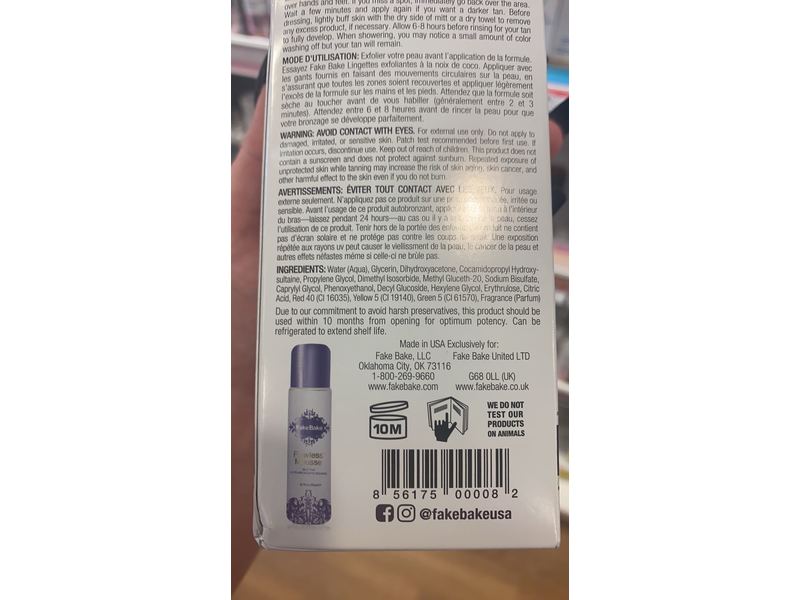 over hands and feet. If you miss a spot, immediately go back over the area.
Wait a few minutes and apply again if you want a darker tan. Before
dressing, lightly buff skin with the dry side of mitt or a dry towel to remove
any excess product, if necessary. Allow 6-8 hours before rinsing for your tan
to fully develop. When showering, you may notice a small amount of color
washing off but your tan will remain.
MODE D'UTILISATION: Exfolier votre peau avant l'application de la formule.
Essayez Fake Bake Lingettes exfoliantes à la noix de coco. Appliquer avec
les gants fournis en faisant des mouvements circulaires sur la peau, en
s'assurant que toutes les zones soient recouvertes et appliquer légèrement
l'excès de la formule sur les mains et les pieds. Attendez que la formule soit
sèche au toucher avant de vous habiller (généralement entre 2 et 3
minutes). Attendez entre 6 et 8 heures avant de rincer la peau pour que
votre bronzage se développe parfaitement.
WARNING: AVOID CONTACT WITH EYES. For external use only. Do not apply to
damaged, irritated, or sensitive skin. Patch test recommended before first use. If
irritation occurs, discontinue use. Keep out of reach of children. This product does not
contain a sunscreen and does not protect against sunburn. Repeated exposure of
unprotected skin while tanning may increase the risk of skin aging, skin cancer, and
other harmful effect to the skin even if you do not burn.
AVERTISSEMENTS: ÉVITER TOUT CONTACT AVEC LES YEUX. Pour usage
externe seulement. N'appliquez pas ce produit sur une irritée ou
sensible. Avant l'usage de ce produit autobronzant, à l'intérieur
du bras—laissez pendant 24 hours—au cas ou il y a peau, cessez
l'utilisation de ce produit. Tenir hors de la portée des ne contient
pas d'écran solaire et ne protége pas contre les coups Une exposition
répétée aux rayons uv peut causer le viellissment de la peau, le cancer de la peau et
autres effets néfastes même si celle-ci ne brûle pas.
INGREDIENTS: Water (Aqua), Glycerin, Dihydroxyacetone, Cocamidopropyl Hydroxy-
sultaine, Propylene Glycol, Dimethyl Isosorbide, Methyl Gluceth-20, Sodium Bisulfate,
Caprylyl Glycol, Phenoxyethanol, Decyl Glucoside, Hexylene Glycol, Erythrulose, Citric
Acid, Red 40 (CI 16035), Yellow 5 (CI 19140), Green 5 (CI 61570), Fragrance (Parfum)
Due to our commitment to avoid harsh preservatives, this product should be
used within 10 months from opening for optimum potency. Can be
refrigerated to extend shelf life.
Made in USA Exclusively for:
Fake Bake, LLC Fake Bake United LTD
Oklahoma City, OK 73116
1-800-269-9660 G68 0LL (UK)
www.fakebake.com www.fakebake.co.uk
10M
WE DO NOT
TEST OUR
PRODUCTS
ON ANIMALS
Fake Bake
Flawless
Mousse
8 56175 00008 2
@fakebakeusa